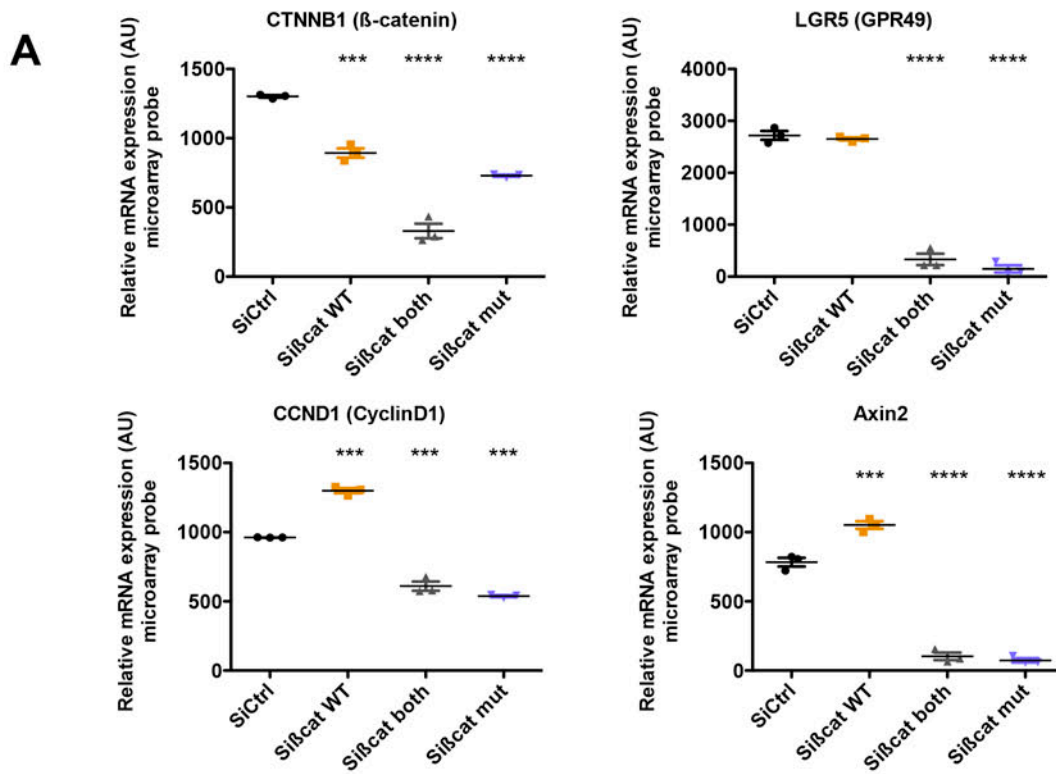 A
CTNNB1 (ß-catenin)
*** **** ****
Relative mRNA expression (AU)
microarray probe
1500
1000
500
0
SiCtrl
Sißcat WT
Sißcat both
Sißcat mut
LGR5 (GPR49)
**** ****
Relative mRNA expression (AU)
microarray probe
4000
3000
2000
1000
0
SiCtrl
Sißcat WT
Sißcat both
Sißcat mut
CCND1 (CyclinD1)
*** *** ***
Relative mRNA expression (AU)
microarray probe
1500
1000
500
0
SiCtrl
Sißcat WT
Sißcat both
Sißcat mut
Axin2
*** **** ****
Relative mRNA expression (AU)
microarray probe
1500
1000
500
0
SiCtrl
Sißcat WT
Sißcat both
Sißcat mut